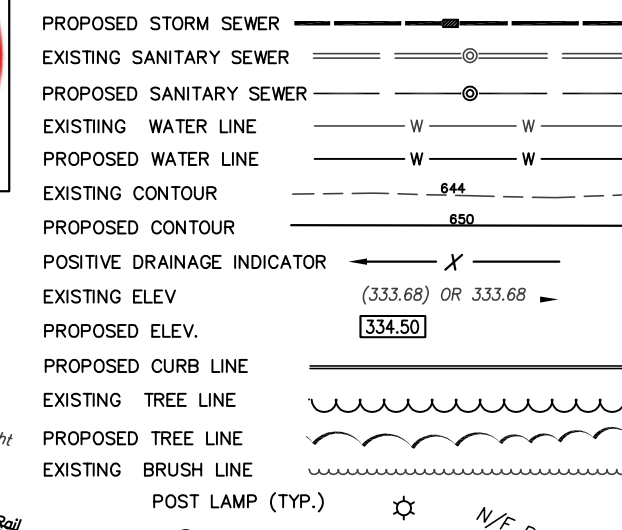 PROPOSED STORM SEWER
EXISTING SANITARY SEWER
PROPOSED SANITARY SEWER
EXISTIING WATER LINE W W
PROPOSED WATER LINE W W
EXISTING CONTOUR 644
PROPOSED CONTOUR 650
POSITIVE DRAINAGE INDICATOR X
EXISTING ELEV (333.68) OR 333.68
PROPOSED ELEV. 334.50
PROPOSED CURB LINE
EXISTING TREE LINE
ht
PROPOSED TREE LINE
EXISTING BRUSH LINE
POST LAMP (TYP.)
Rail
N/F